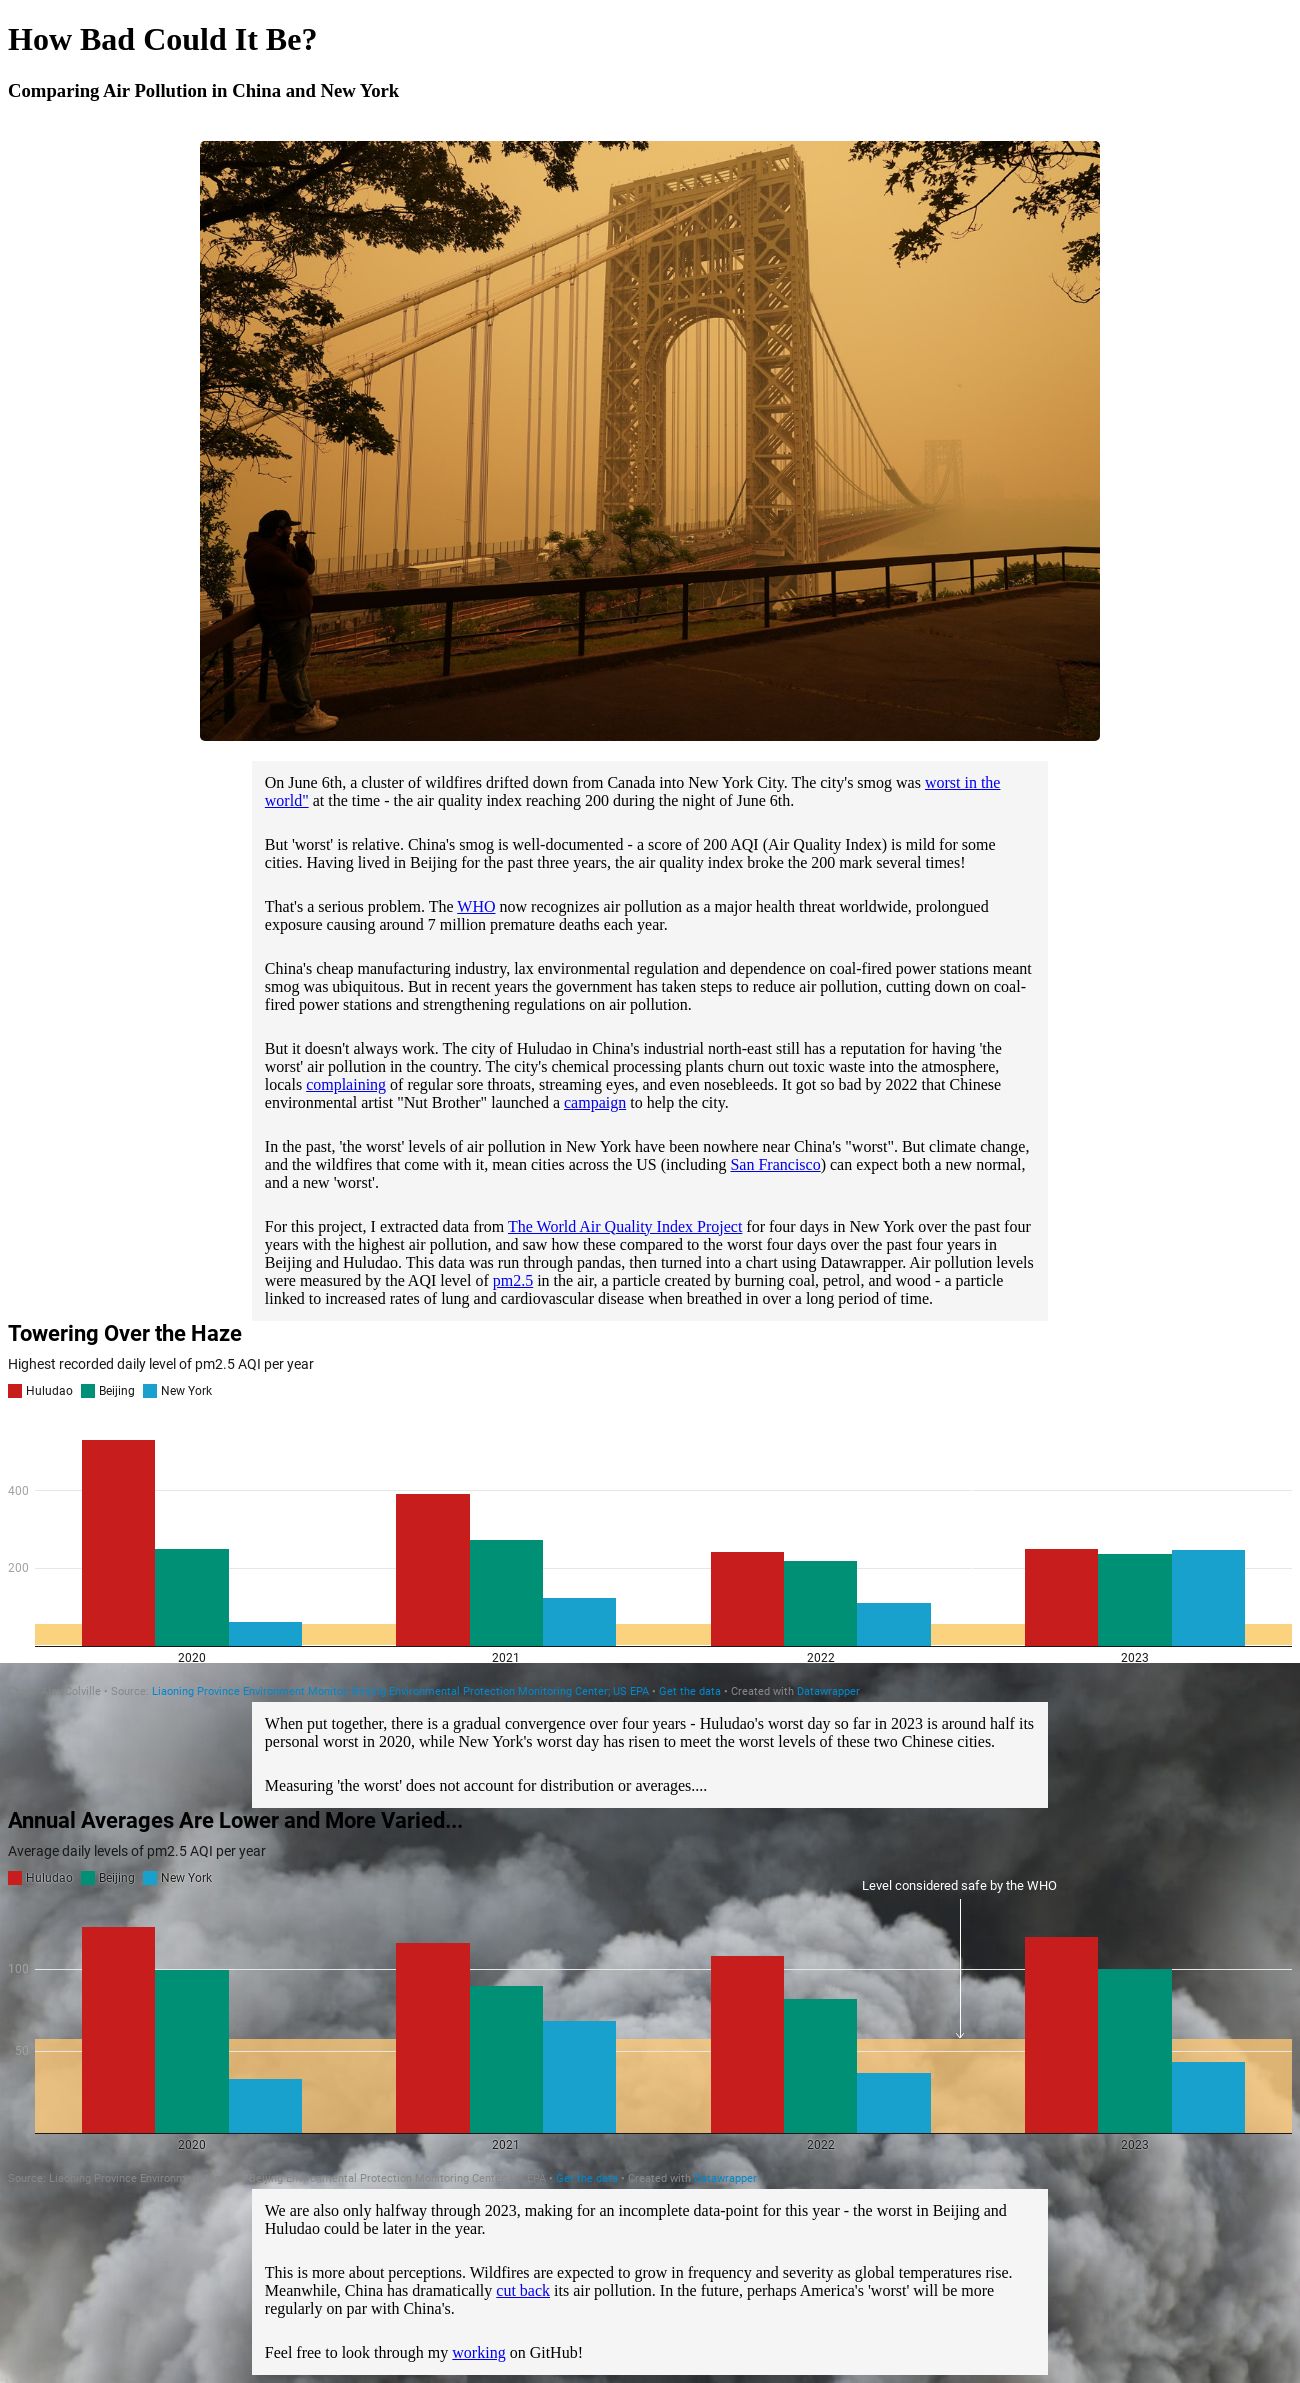 How Bad Could It Be?
Comparing Air Pollution in China and New York
On June 6th, a cluster of wildfires drifted down from Canada into New York City. The city's smog was worst in the
world" at the time - the air quality index reaching 200 during the night of June 6th.
But 'worst' is relative. China's smog is well-documented - a score of 200 AQI (Air Quality Index) is mild for some
cities. Having lived in Beijing for the past three years, the air quality index broke the 200 mark several times!
That's a serious problem. The WHO now recognizes air pollution as a major health threat worldwide, prolongued
exposure causing around 7 million premature deaths each year.
China's cheap manufacturing industry, lax environmental regulation and dependence on coal-fired power stations meant
smog was ubiquitous. But in recent years the government has taken steps to reduce air pollution, cutting down on coal-
fired power stations and strengthening regulations on air pollution.
But it doesn't always work. The city of Huludao in China's industrial north-east still has a reputation for having 'the
worst' air pollution in the country. The city's chemical processing plants churn out toxic waste into the atmosphere,
locals complaining of regular sore throats, streaming eyes, and even nosebleeds. It got so bad by 2022 that Chinese
environmental artist "Nut Brother" launched a campaign to help the city.
In the past, 'the worst' levels of air pollution in New York have been nowhere near China's "worst". But climate change,
and the wildfires that come with it, mean cities across the US (including San Francisco) can expect both a new normal,
and a new 'worst'.
For this project, I extracted data from The World Air Quality Index Project for four days in New York over the past four
years with the highest air pollution, and saw how these compared to the worst four days over the past four years in
Beijing and Huludao. This data was run through pandas, then turned into a chart using Datawrapper. Air pollution levels
were measured by the AQI level of pm2.5 in the air, a particle created by burning coal, petrol, and wood - a particle
linked to increased rates of lung and cardiovascular disease when breathed in over a long period of time.
Towering Over the Haze
Highest recorded daily level of pm2.5 AQI per year
Huludao Beijing New York
400
200
2020 2021 2022 2023
Colville • Source: Liaoning Province Environment Monitor Environmental Protection Monitoring Center; US EPA • Get the data • Created with Datawrapper
When put together, there is a gradual convergence over four years - Huludao's worst day so far in 2023 is around half its
personal worst in 2020, while New York's worst day has risen to meet the worst levels of these two Chinese cities.
Measuring 'the worst' does not account for distribution or averages....
Annual Averages Are Lower and More Varied...
Average daily levels of pm2.5 AQI per year
Huludao Beijing New York
Level considered safe by the WHO
100
50
2020 2021 2022 2023
Source: Liaoning Province Beijing Environmental Protection Monitoring Center EPA • Get the data • Created with Datawrapper
We are also only halfway through 2023, making for an incomplete data-point for this year - the worst in Beijing and
Huludao could be later in the year.
This is more about perceptions. Wildfires are expected to grow in frequency and severity as global temperatures rise.
Meanwhile, China has dramatically cut back its air pollution. In the future, perhaps America's 'worst' will be more
regularly on par with China's.
Feel free to look through my working on GitHub!